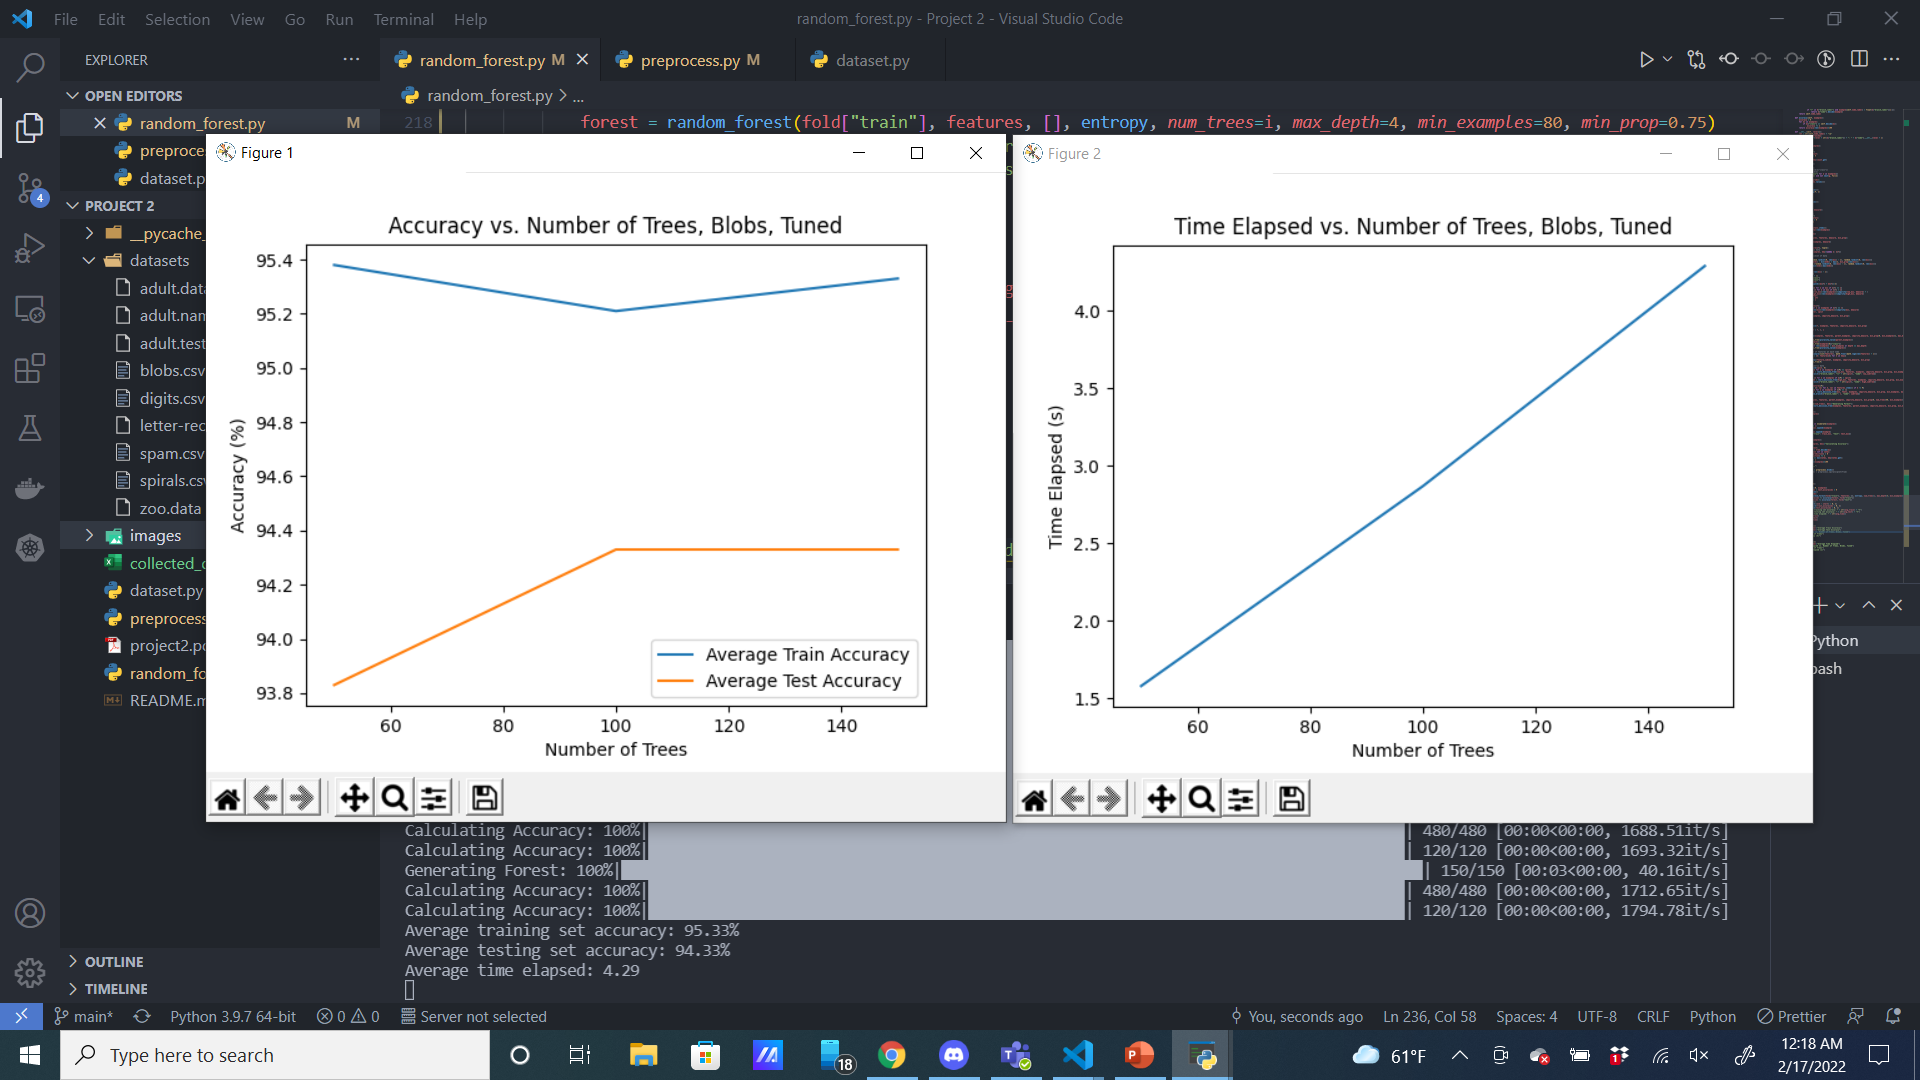 File Edit Selection View Go Run Terminal Help
random_forest.py - Project 2 - Visual Studio Code
EXPLORER
random_forest.py M
preprocess.py M
dataset.py
OPEN EDITORS
random_forest.py M
preproce
dataset.p
PROJECT 2
__pycache_
datasets
adult.dat
adult.nam
adult.test
blobs.csv
digits.csv
letter-rec
spam.csv
spirals.cs
zoo.data
images
collected_
dataset.py
preprocess
project2.p
random_fo
README.m
OUTLINE
TIMELINE
4
random_forest.py > ...
218 forest = random_forest(fold["train"], features, [], entropy, num_trees=i, max_depth=4, min_examples=80, min_prop=0.75)
Figure 1
Accuracy vs. Number of Trees, Blobs, Tuned
Accuracy (%)
95.4
95.2
95.0
94.8
94.6
94.4
94.2
94.0
93.8
Average Train Accuracy
Average Test Accuracy
60 80 100 120 140
Number of Trees
Figure 2
Time Elapsed vs. Number of Trees, Blobs, Tuned
Time Elapsed (s)
4.0
3.5
3.0
2.5
2.0
1.5
60 80 100 120 140
Number of Trees
Python
bash
Calculating Accuracy: 100%| | 480/480 [00:00<00:00, 1688.51it/s]
Calculating Accuracy: 100%| | 120/120 [00:00<00:00, 1693.32it/s]
Generating Forest: 100%| | 150/150 [00:03<00:00, 40.16it/s]
Calculating Accuracy: 100%| | 480/480 [00:00<00:00, 1712.65it/s]
Calculating Accuracy: 100%| | 120/120 [00:00<00:00, 1794.78it/s]
Average training set accuracy: 95.33%
Average testing set accuracy: 94.33%
Average time elapsed: 4.29
main* Python 3.9.7 64-bit 0 0 Server not selected
You, seconds ago Ln 236, Col 58 Spaces: 4 UTF-8 CRLF Python Prettier
Type here to search
18
61°F
1
12:18 AM
2/17/2022